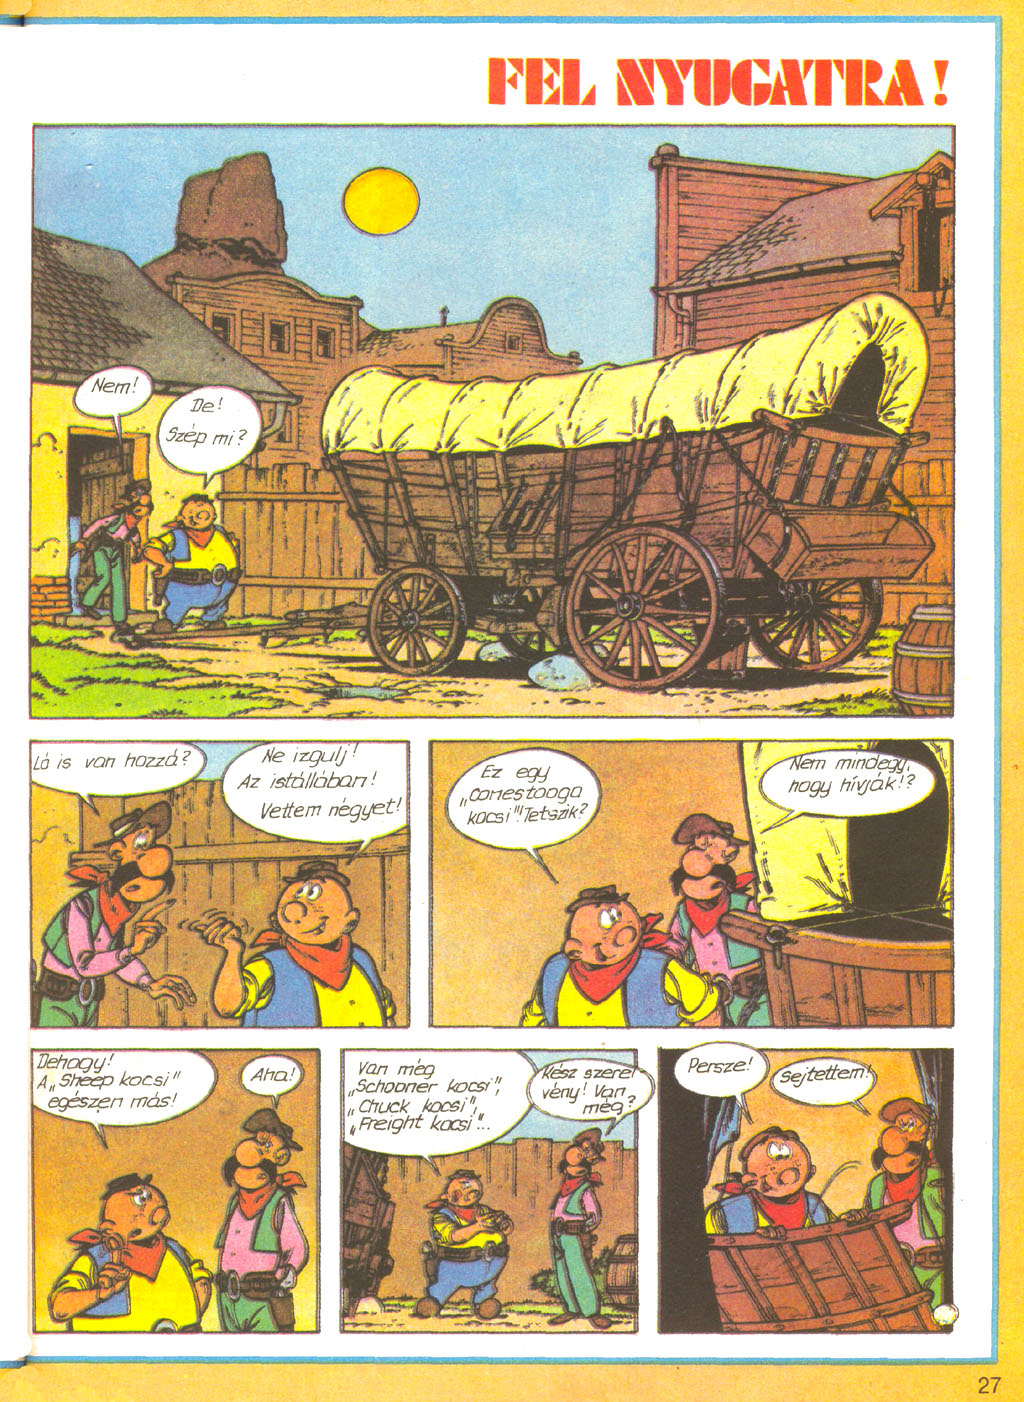 FEL NYUGATRA!
Nem!
De!
Szép mi?
Ló is van hozzá?
Ne izgulj!
Az istállóban!
Vettem négyet!
Ez egy
„Conestooga
kocsi"! Tetszik?
Nem mindegy,
hogy hívják!?
Dehogy!
A „Sheep kocsi"
egészen más!
Aha!
Van még
„Schooner kocsi",
„Chuck kocsi",
„Freight kocsi"...
Kész szerel
vény! Van
még?
Persze!
Sejtettem!
27